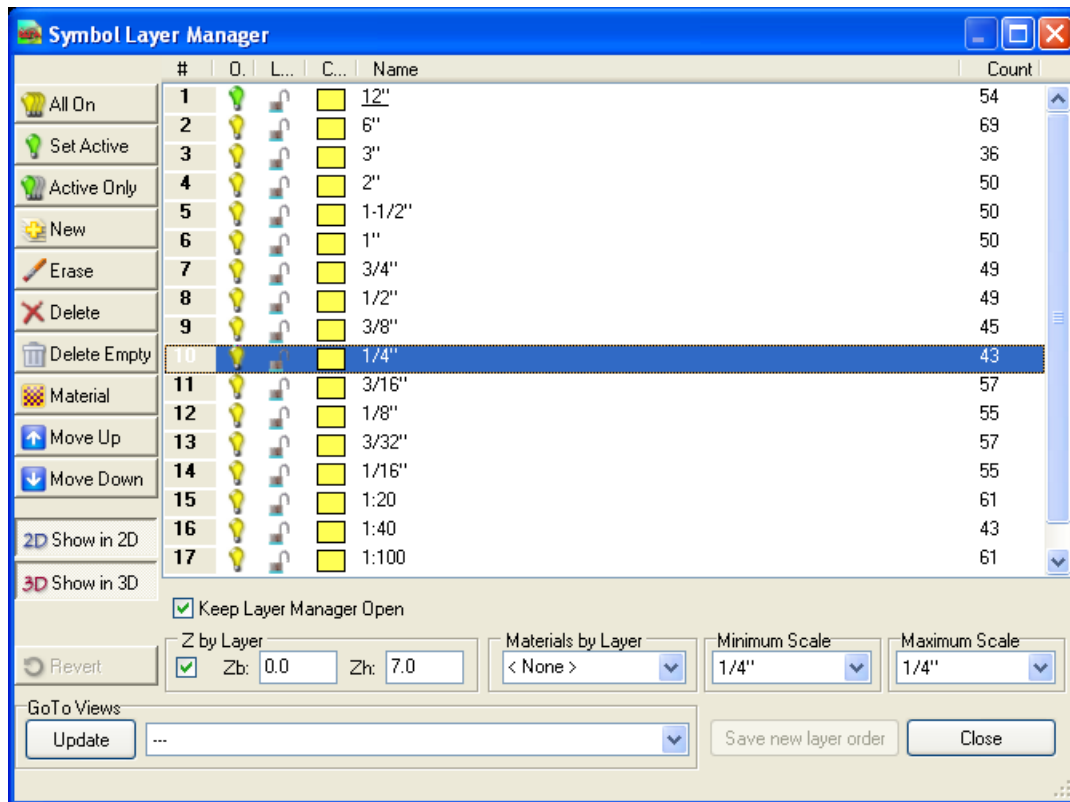 Symbol Layer Manager
# O. L... C... Name Count
All On
Set Active
Active Only
New
Erase
Delete
Delete Empty
Material
Move Up
Move Down
2D Show in 2D
3D Show in 3D
Revert
1 12" 54
2 6" 69
3 3" 36
4 2" 50
5 1-1/2" 50
6 1" 50
7 3/4" 49
8 1/2" 49
9 3/8" 45
10 1/4" 43
11 3/16" 57
12 1/8" 55
13 3/32" 57
14 1/16" 55
15 1:20 61
16 1:40 43
17 1:100 61
Keep Layer Manager Open
Z by Layer
Zb: 0.0 Zh: 7.0
Materials by Layer
< None >
Minimum Scale
1/4"
Maximum Scale
1/4"
GoTo Views
Update ---
Save new layer order Close